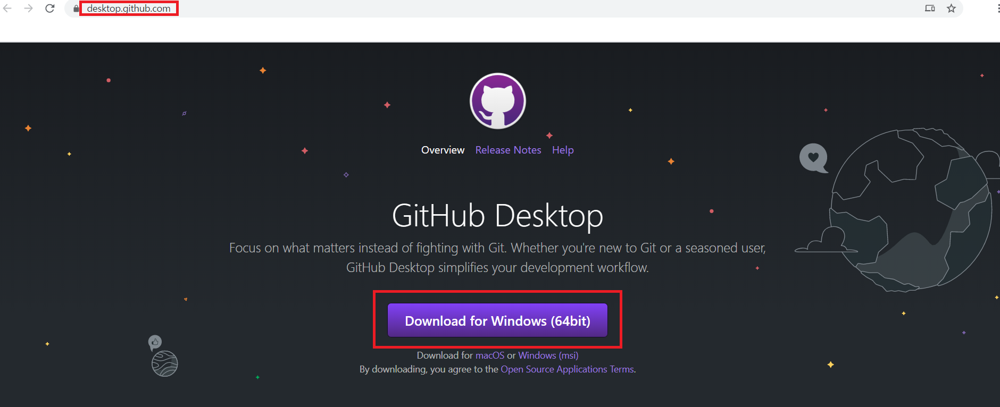 desktop.github.com
Overview Release Notes Help
GitHub Desktop
Focus on what matters instead of fighting with Git. Whether you're new to Git or a seasoned user,
GitHub Desktop simplifies your development workflow.
Download for Windows (64bit)
Download for macOS or Windows (msi)
By downloading, you agree to the Open Source Applications Terms.